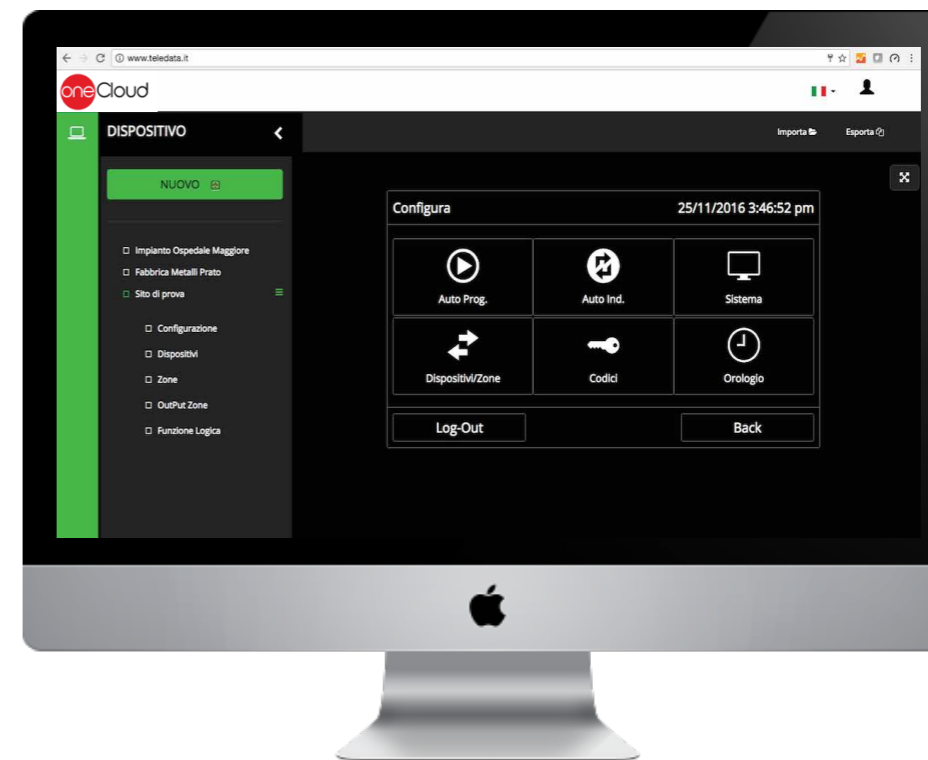 www.teledata.it
oneCloud
DISPOSITIVO
Importa
Esporta
NUOVO
Impianto Ospedale Maggiore
Fabbrica Metalli Prato
Sito di prova
Configurazione
Dispositivi
Zone
OutPut Zone
Funzione Logica
Configura
25/11/2016 3:46:52 pm
Auto Prog.
Auto Ind.
Sistema
Dispositivi/Zone
Codici
Orologio
Log-Out
Back